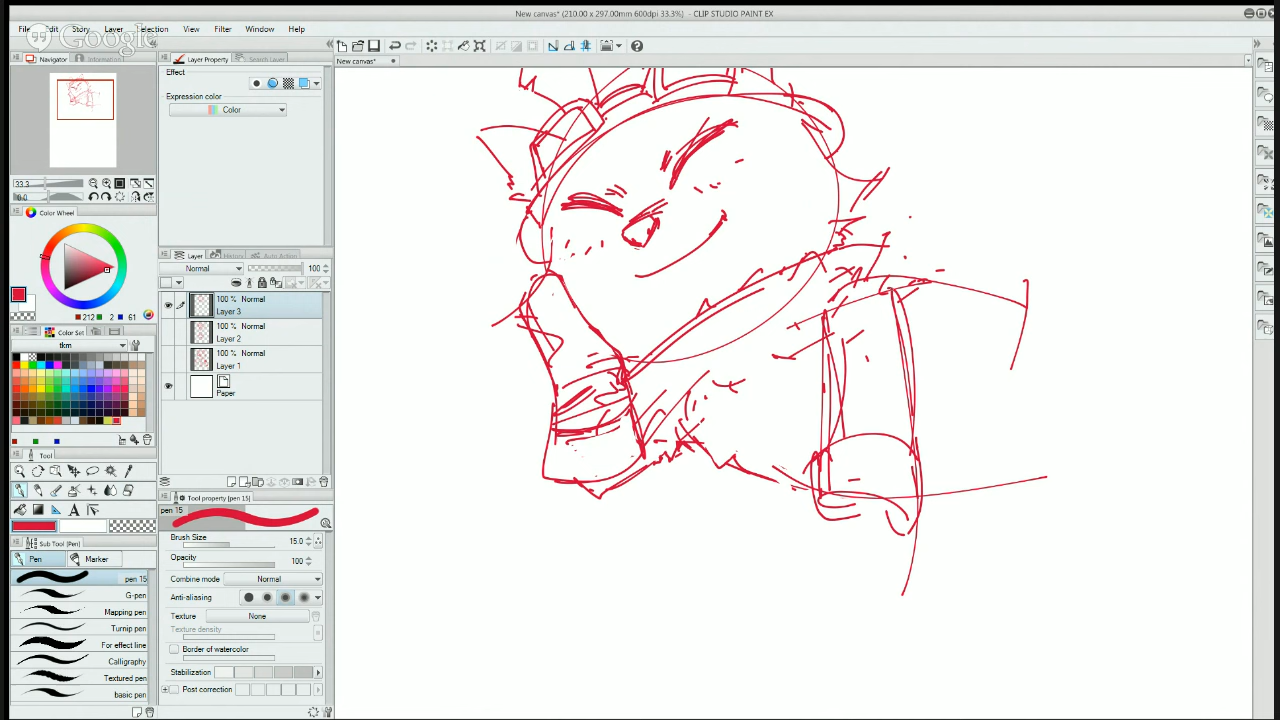 New canvas* (210.00 x 297.00mm 600dpi 33.3%) - CLIP STUDIO PAINT EX
File Edit Story Layer Selection View Filter Window Help
Google
Navigator Information
Layer Property Search Layer
New canvas*
Effect
Expression color
Color
33.3
0.0
Color Wheel
212 2 48
Color Set
tkm
Layer History Auto Action
Normal 100
100 % Normal
Layer 3
100 % Normal
Layer 2
100 % Normal
Layer 1
Paper
Tool
Tool property [pen 15]
pen 15
Brush Size 15.0
Opacity 100
Combine mode Normal
Anti-aliasing
Texture None
Texture density
Border of watercolor
Stabilization
Post correction
Sub Tool [Pen]
Pen Marker
pen 15
G-pen
Mapping pen
Turnip pen
For effect line
Calligraphy
Textured pen
basic pen